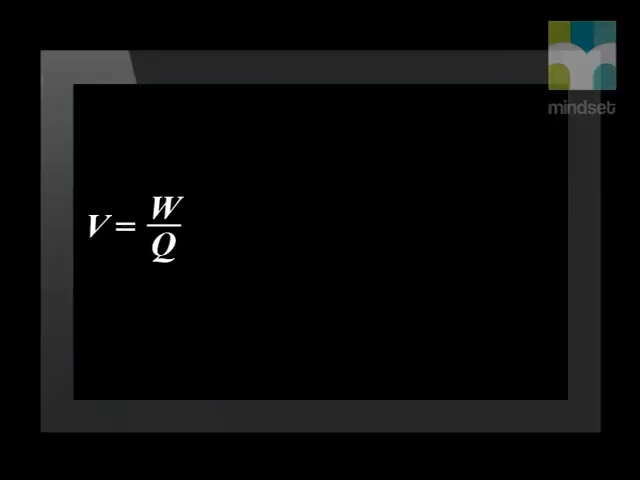 mindset
V = W/Q